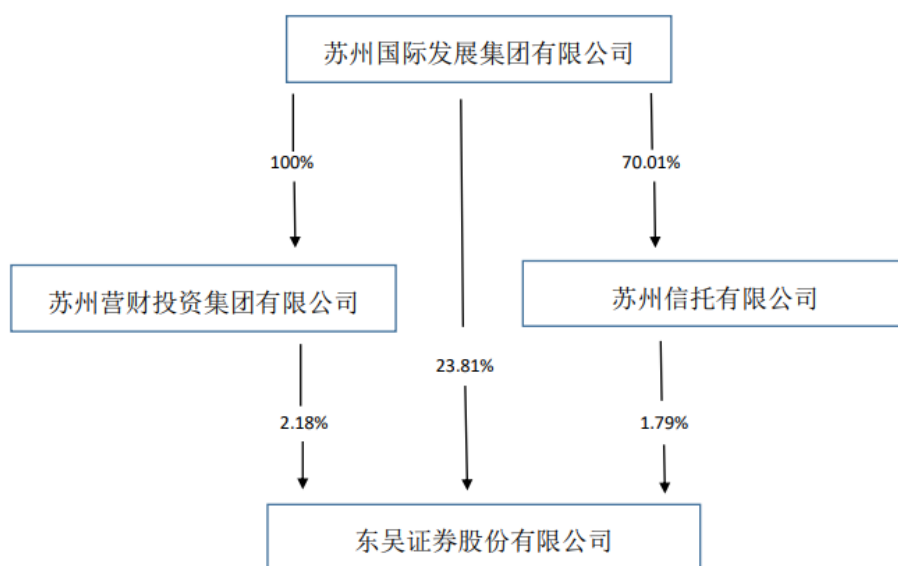 苏州国际发展集团有限公司
100%
70.01%
苏州营财投资集团有限公司
苏州信托有限公司
23.81%
2.18%
1.79%
东吴证券股份有限公司